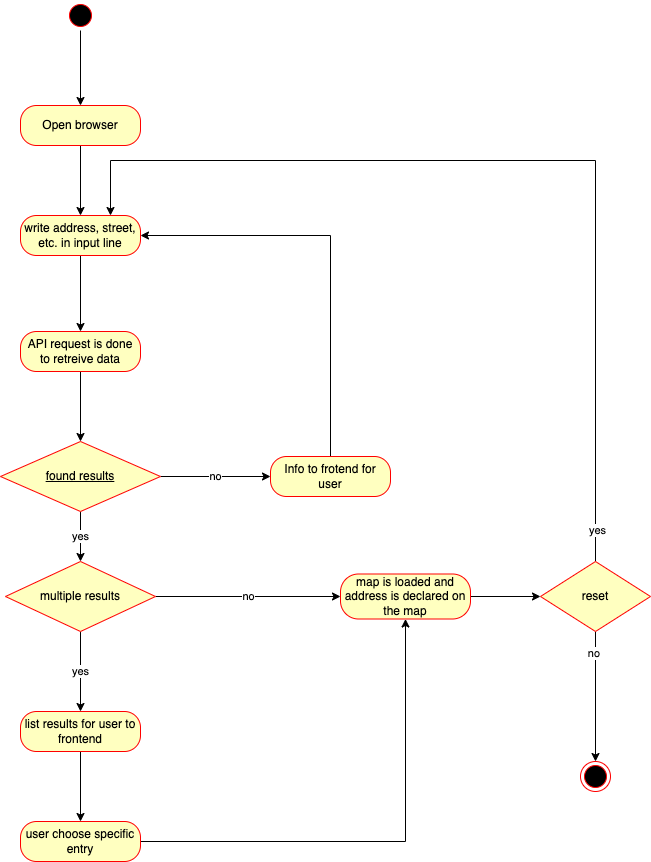 Open browser
write address, street,
etc. in input line
API request is done
to retreive data
found results
no
Info to frotend for
user
yes
yes
multiple results
no
map is loaded and
address is declared on
the map
reset
yes
no
list results for user to
frontend
user choose specific
entry